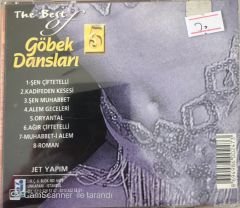 The Best of
Göbek
Dansları
5
1-ŞEN ÇİFTETELLİ
2.KADİFEDEN KESESİ
3.ŞEN MUHABBET
4.ALEM GECELERİ
5.ORYANTAL
6.AĞIR ÇİFTETELLİ
7-MUHABBET-İ ALEM
8-ROMAN
JET YAPIM
CamScanner ile tarandı